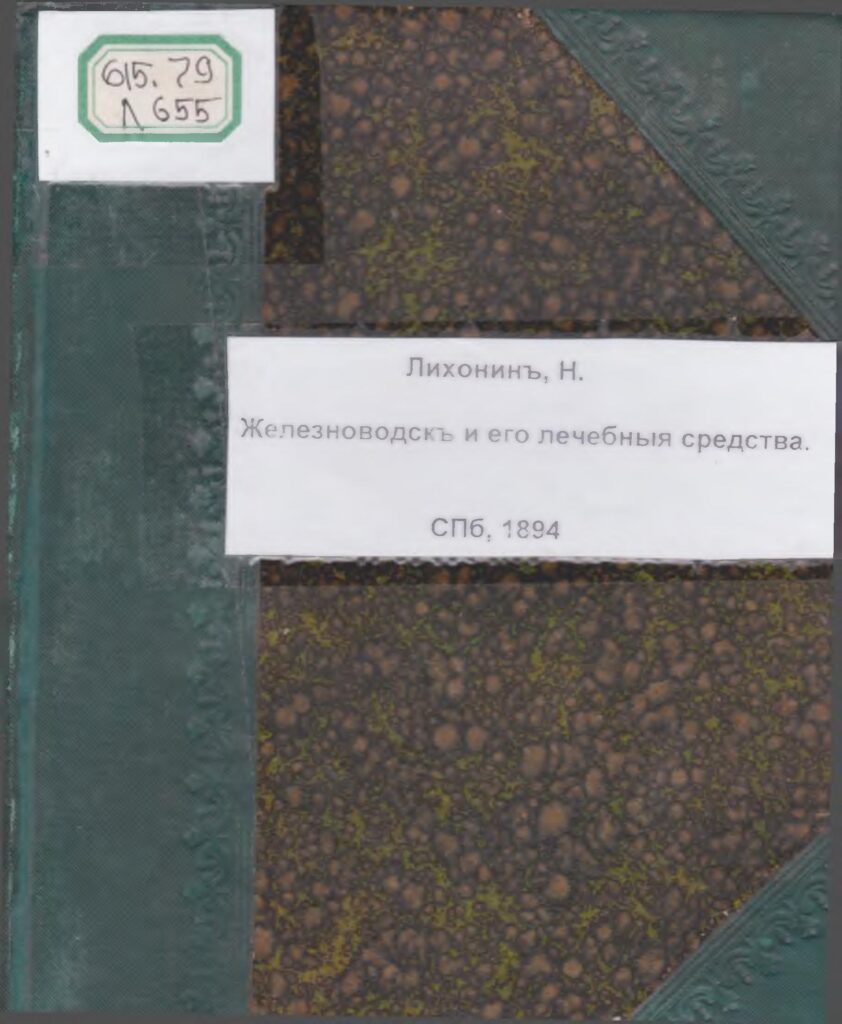 615.79
Л 655
Лихонинъ, Н.
Железноводскъ и его лечебныя средства.
СПб, 1894